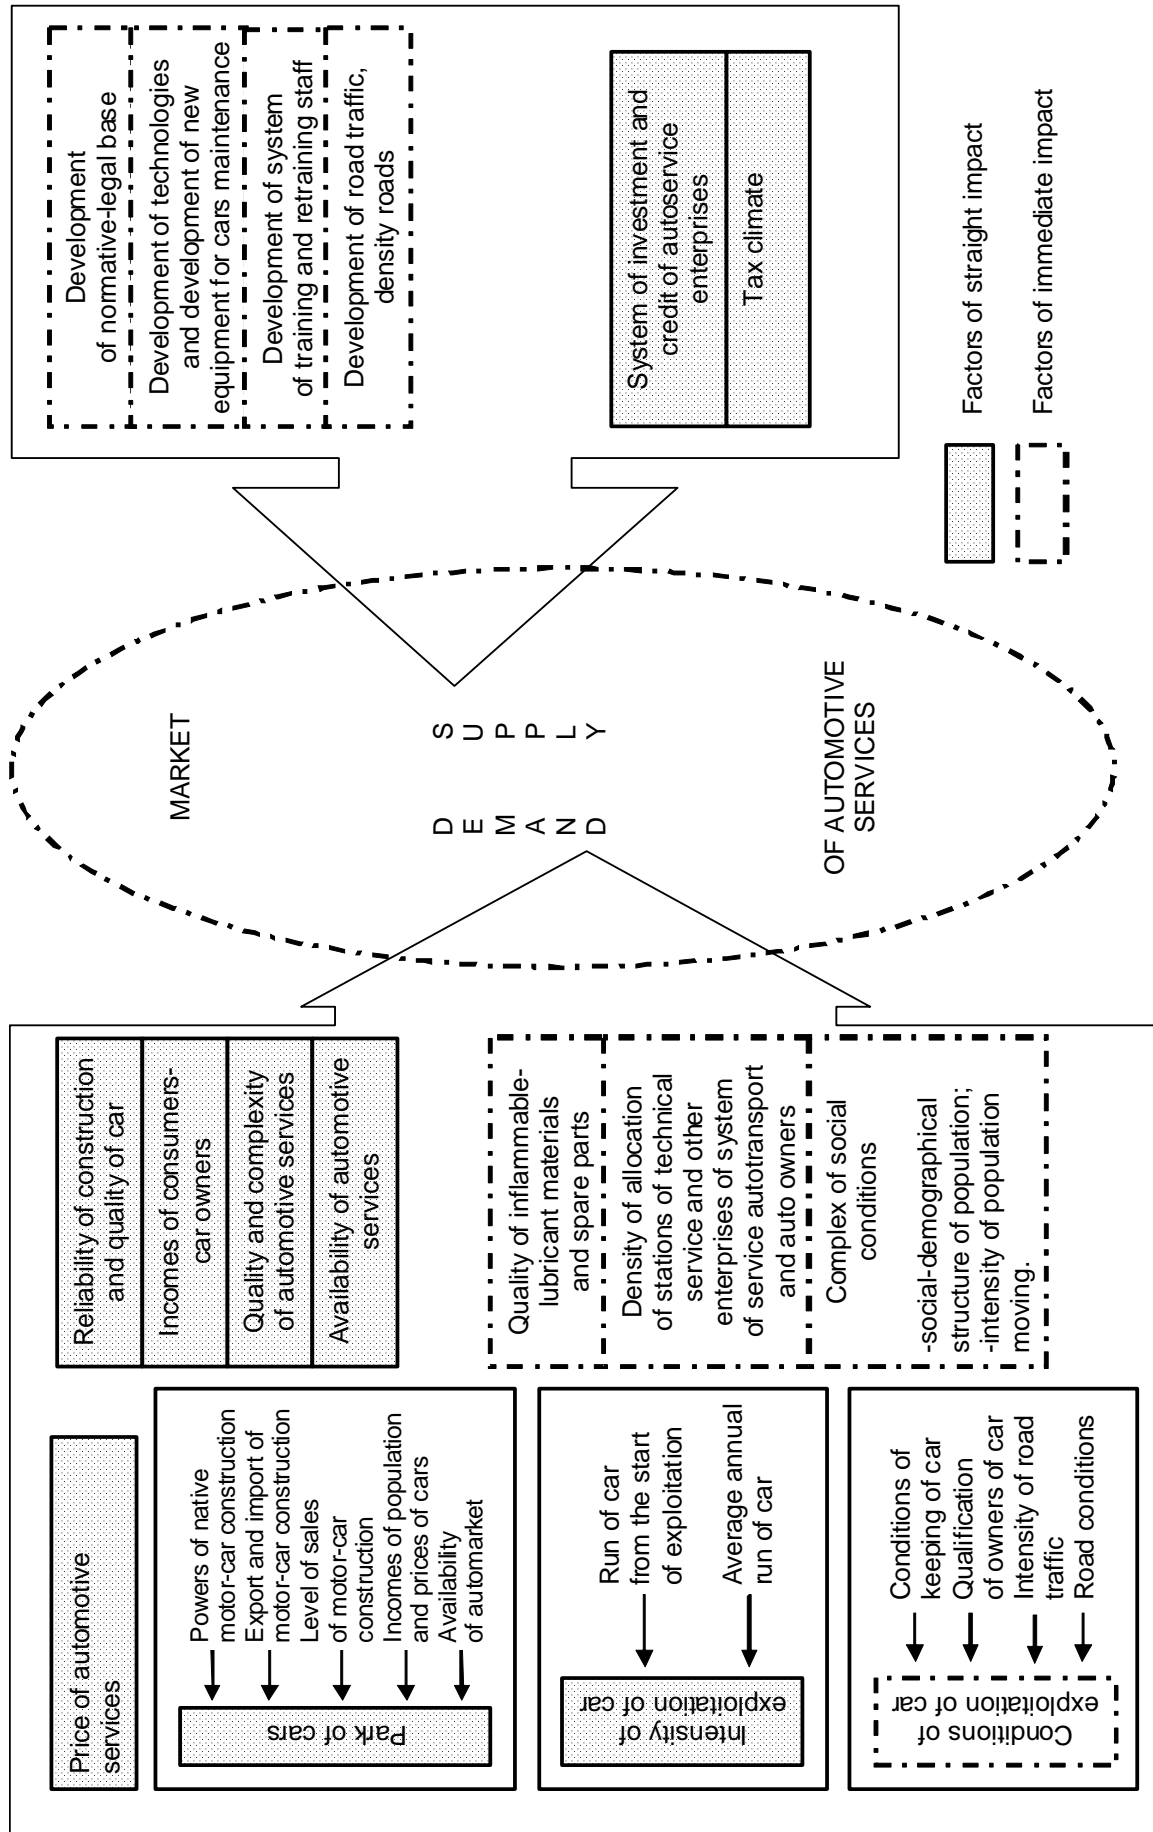 Price of automotive
services
Park of cars
Powers of native
motor-car construction
Export and import of
motor-car construction
Level of sales
of motor-car
construction
Incomes of population
and prices of cars
Availability
of automarket
Intensity of
exploitation of car
Run of car
from the start
of exploitation
Average annual
run of car
Conditions of
exploitation of car
Conditions of
keeping of car
Qualification
of owners of car
Intensity of road
traffic
Road conditions
Reliability of construction
and quality of car
Incomes of consumers-
car owners
Quality and complexity
of automotive services
Availability of automotive
services
Quality of inflammable-
lubricant materials
and spare parts
Density of allocation
of stations of technical
service and other
enterprises of system
of service autotransport
and auto owners
Complex of social
conditions
-social-demographical
structure of population;
-intensity of population
moving.
MARKET
DEMAND
SUPPLY
OF AUTOMOTIVE
SERVICES
Development
of normative-legal base
Development of technologies
and development of new
equipment for cars maintenance
Development of system
of training and retraining staff
Development of road traffic,
density roads
System of investment and
credit of autoservice
enterprises
Tax climate
Factors of straight impact
Factors of immediate impact